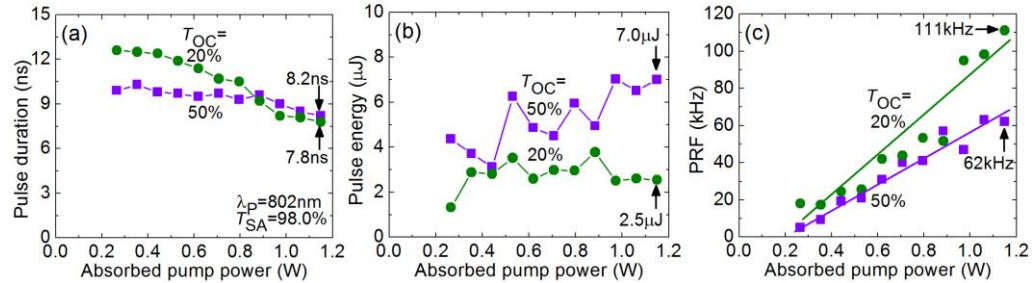 (a)
T_OC=
20%
50%
8.2ns
7.8ns
λ_P=802nm
T_SA=98.0%
Pulse duration (ns)
15
12
9
6
3
0
0.0 0.2 0.4 0.6 0.8 1.0 1.2
Absorbed pump power (W)
(b)
7.0μJ
T_OC=
50%
20%
2.5μJ
Pulse energy (μJ)
10
8
6
4
2
0
0.0 0.2 0.4 0.6 0.8 1.0 1.2
Absorbed pump power (W)
(c)
111kHz
T_OC=
20%
50%
62kHz
PRF (kHz)
120
100
80
60
40
20
0
0.0 0.2 0.4 0.6 0.8 1.0 1.2
Absorbed pump power (W)